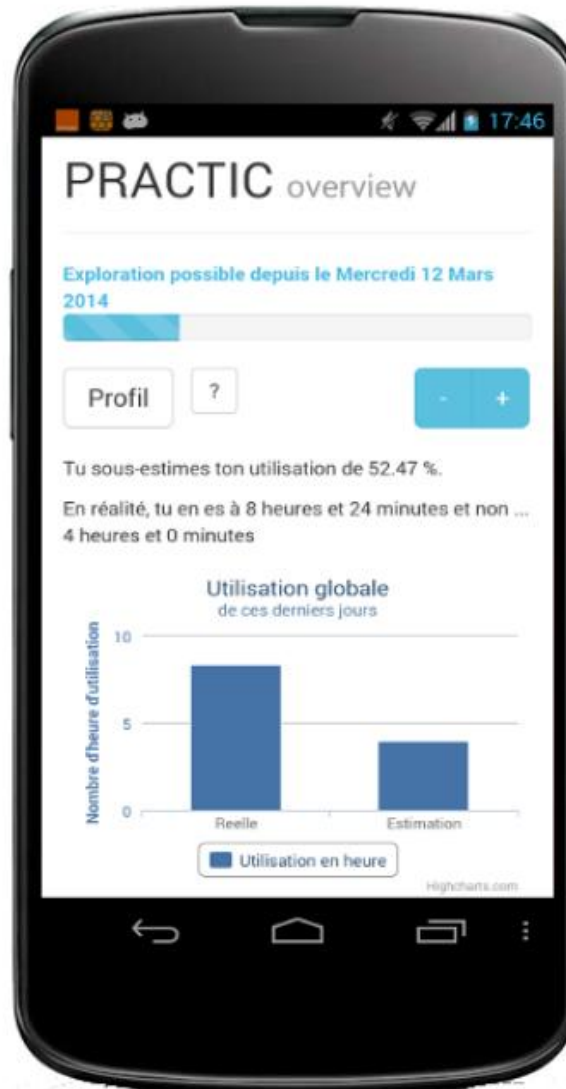 17:46
PRACTIC overview
Exploration possible depuis le Mercredi 12 Mars
2014
Profil
?
- +
Tu sous-estimes ton utilisation de 52.47 %.
En réalité, tu en es à 8 heures et 24 minutes et non ...
4 heures et 0 minutes
Utilisation globale
de ces derniers jours
Nombre d'heure d'utilisation
10
5
0
Reelle Estimation
Utilisation en heure
Highcharts.com